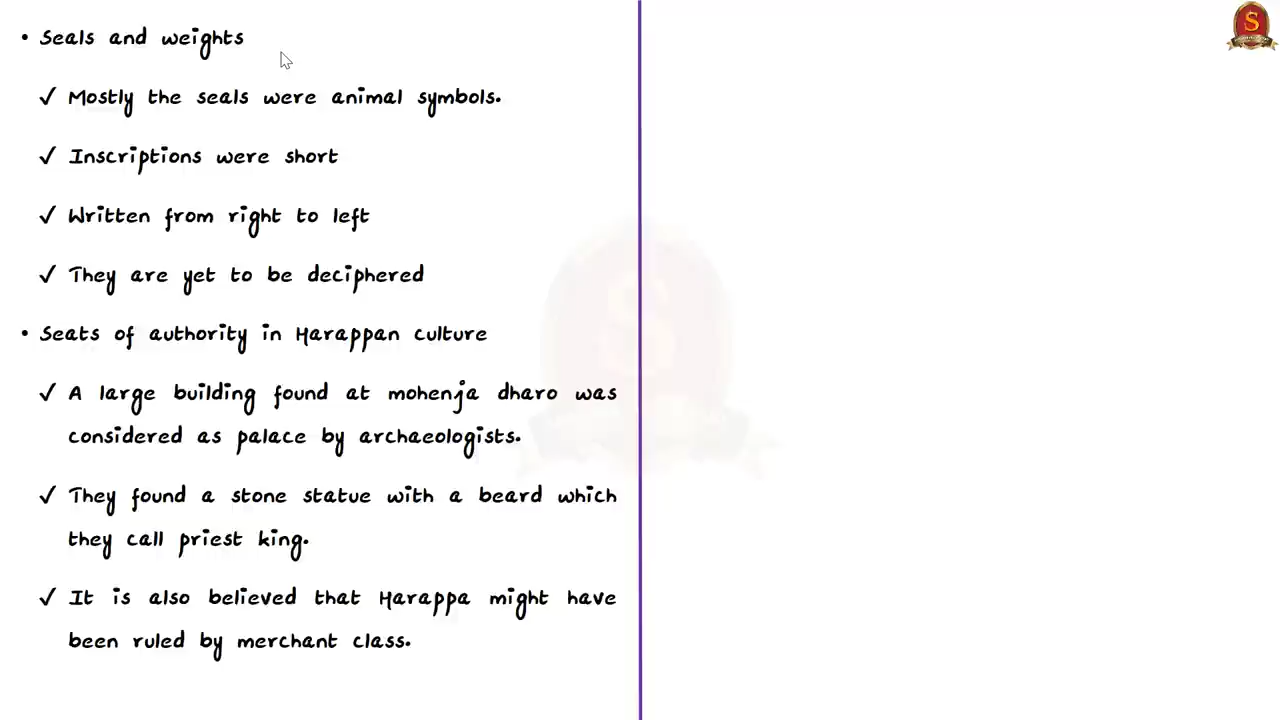 • Seals and weights
✓ Mostly the seals were animal symbols.
✓ Inscriptions were short
✓ Written from right to left
✓ They are yet to be deciphered
• Seats of authority in Harappan culture
✓ A large building found at mohenja dharo was
considered as palace by archaeologists.
✓ They found a stone statue with a beard which
they call priest king.
✓ It is also believed that Harappa might have
been ruled by merchant class.
S
S